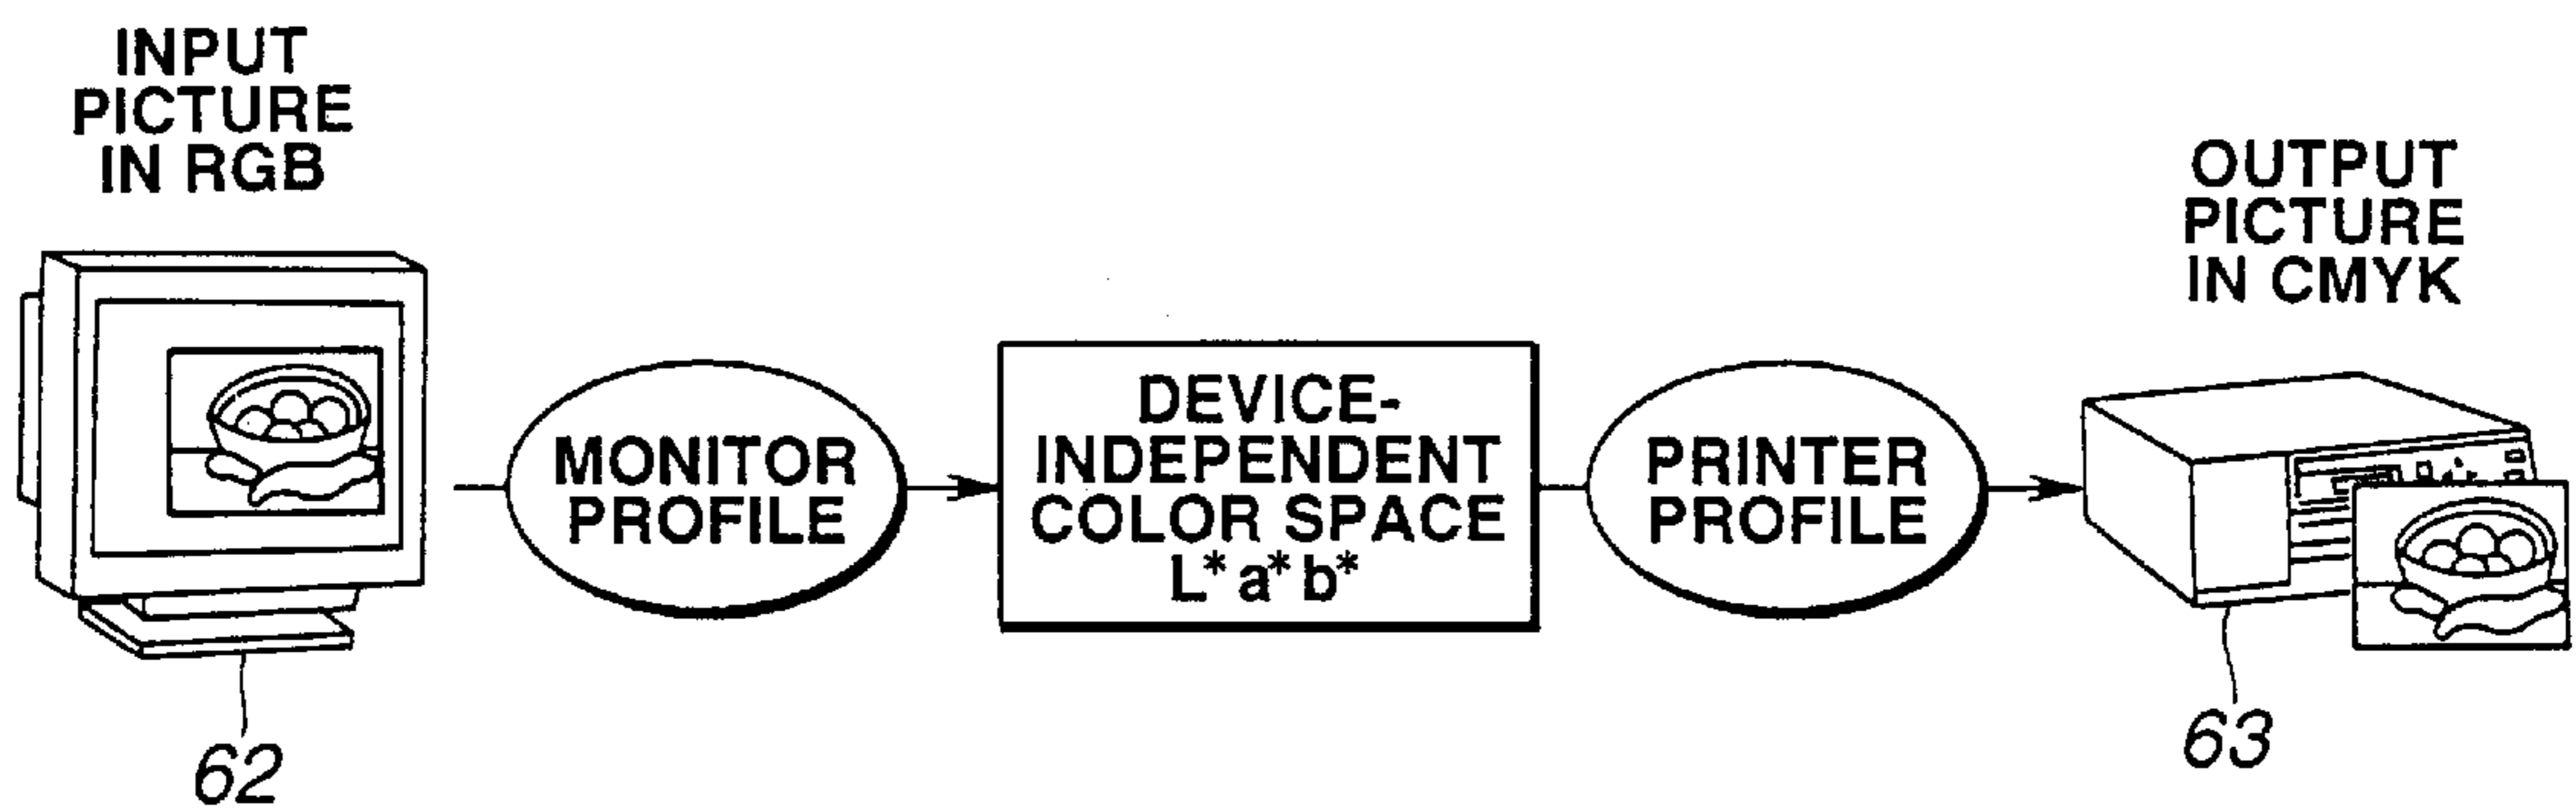 INPUT
PICTURE
IN RGB
62
MONITOR
PROFILE
DEVICE-
INDEPENDENT
COLOR SPACE
L* a* b*
PRINTER
PROFILE
OUTPUT
PICTURE
IN CMYK
63